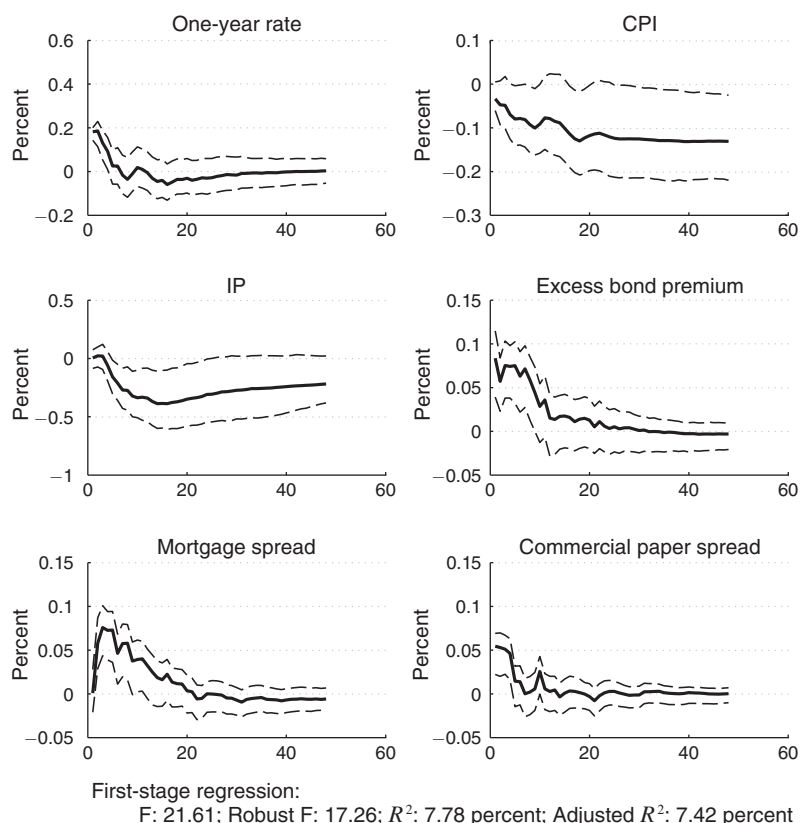 One-year rate
0.6
0.4
0.2
0
−0.2
Percent
0 20 40 60
CPI
0.1
0
−0.1
−0.2
−0.3
Percent
0 20 40 60
IP
0.5
0
−0.5
−1
Percent
0 20 40 60
Excess bond premium
0.15
0.1
0.05
0
−0.05
Percent
0 20 40 60
Mortgage spread
0.15
0.1
0.05
0
−0.05
Percent
0 20 40 60
Commercial paper spread
0.15
0.1
0.05
0
−0.05
Percent
0 20 40 60
First-stage regression:
F: 21.61; Robust F: 17.26; R²: 7.78 percent; Adjusted R²: 7.42 percent